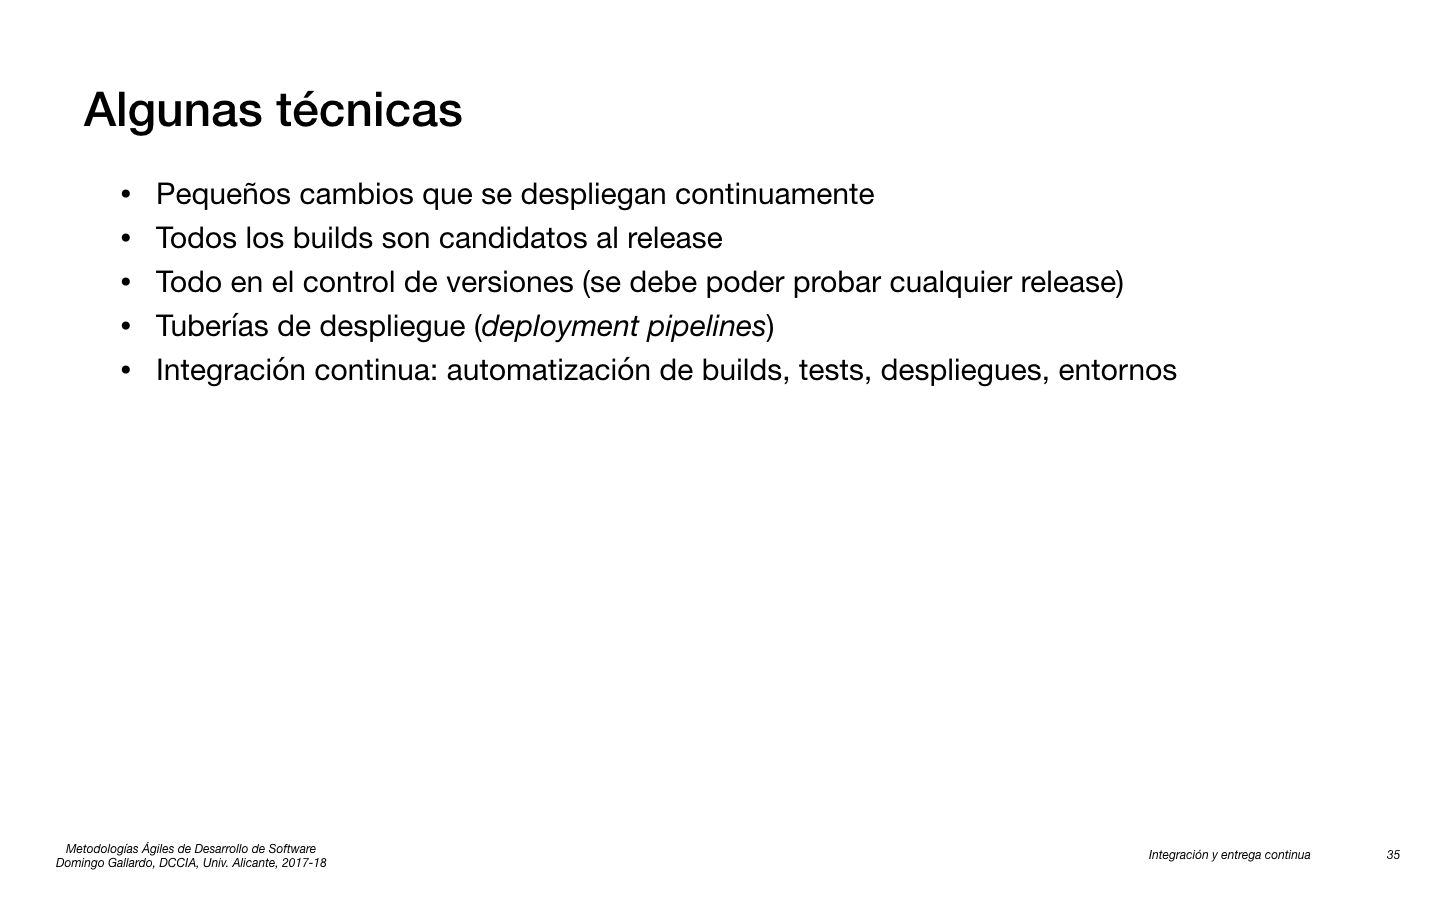 Algunas técnicas
• Pequeños cambios que se despliegan continuamente
• Todos los builds son candidatos al release
• Todo en el control de versiones (se debe poder probar cualquier release)
• Tuberías de despliegue (deployment pipelines)
• Integración continua: automatización de builds, tests, despliegues, entornos
Metodologías Ágiles de Desarrollo de Software
Domingo Gallardo, DCCIA, Univ. Alicante, 2017-18
Integración y entrega continua
35